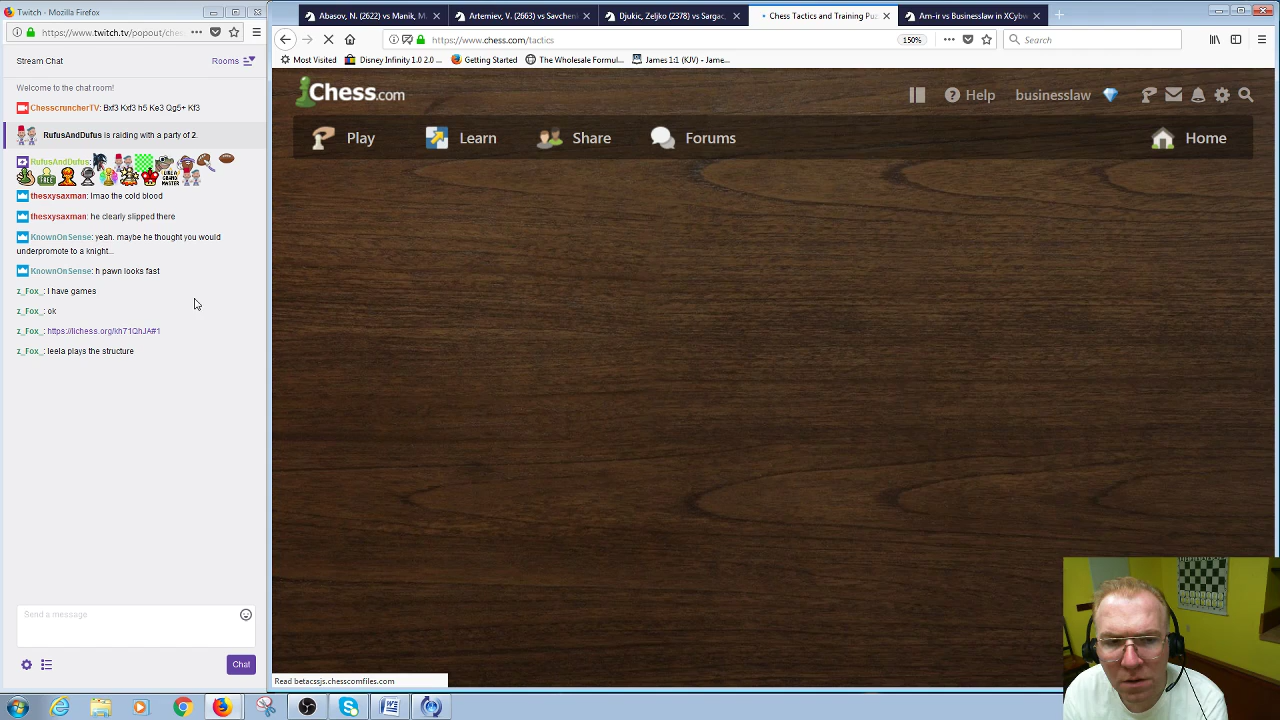 Twitch - Mozilla Firefox
https://www.twitch.tv/popout/ches
Stream Chat
Rooms
Welcome to the chat room!
ChesscruncherTV: Bxf3 Kxf3 h5 Ke3 Qg5+ Kf3
RufusAndDufus is raiding with a party of 2.
RufusAndDufus:
thesxysaxman: lmao the cold blood
thesxysaxman: he clearly slipped there
KnownOnSense: yeah. maybe he thought you would
underpromote to a knight...
KnownOnSense: h pawn looks fast
z_Fox_: I have games
z_Fox_: ok
z_Fox_: https://lichess.org/kh71QhJA#1
z_Fox_: leela plays the structure
Send a message
Chat
Abasov, N. (2622) vs Manik, M.
Artemiev, V. (2663) vs Savchenk
Djukic, Zeljko (2378) vs Sargac,
Chess Tactics and Training Puz
Am-ir vs Businesslaw in XCybw
https://www.chess.com/tactics
150%
Search
Most Visited
Disney Infinity 1.0 2.0 ...
Getting Started
The Wholesale Formul...
James 1:1 (KJV) - Jame...
Chess.com
Help
businesslaw
Play
Learn
Share
Forums
Home
Read betacssjs.chesscomfiles.com